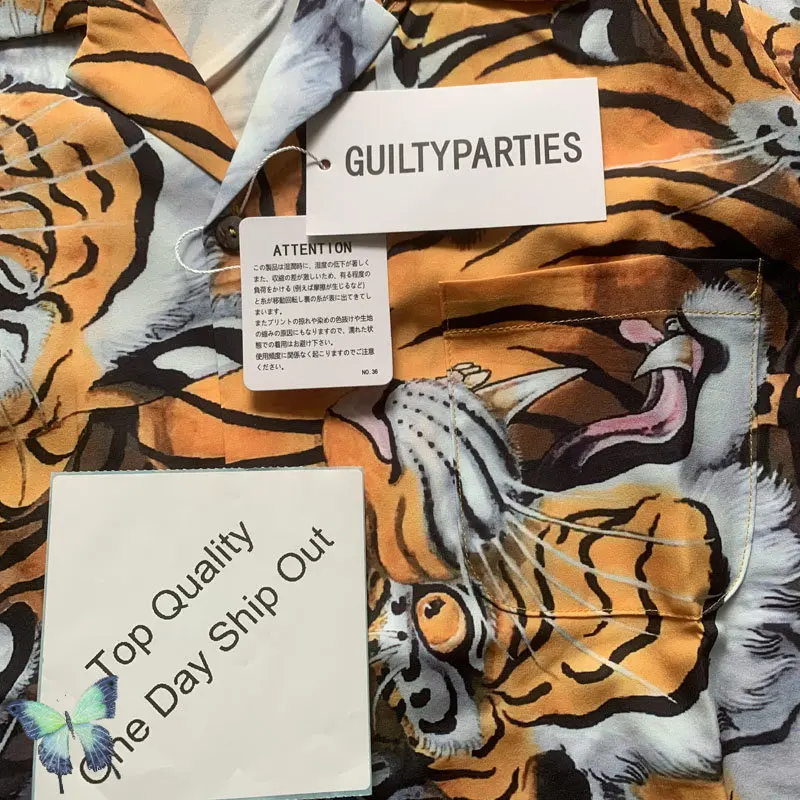 GUILTYPARTIES
ATTENTION
この製品は湿潤時に、湿度の低下が著しく
また、収縮の差が激しいため、有る程度の
負荷をかける (例えば摩擦が生じるなど)
と糸が移動回転し裏の糸が表に出てきてし
まいます。
またプリントの掠れや染めの色抜けや生地
の縮みの原因にもなりますので、濡れた状
態での着用はお避け下さい。
使用頻度に関係なく起こりますのでご注意
ください。
NO. 36
Top Quality
One Day Ship Out